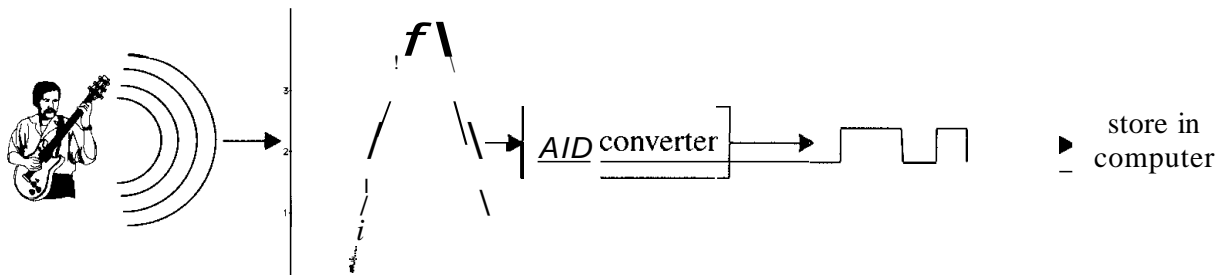 3
2
1
! f\
i
AID converter
store in
computer